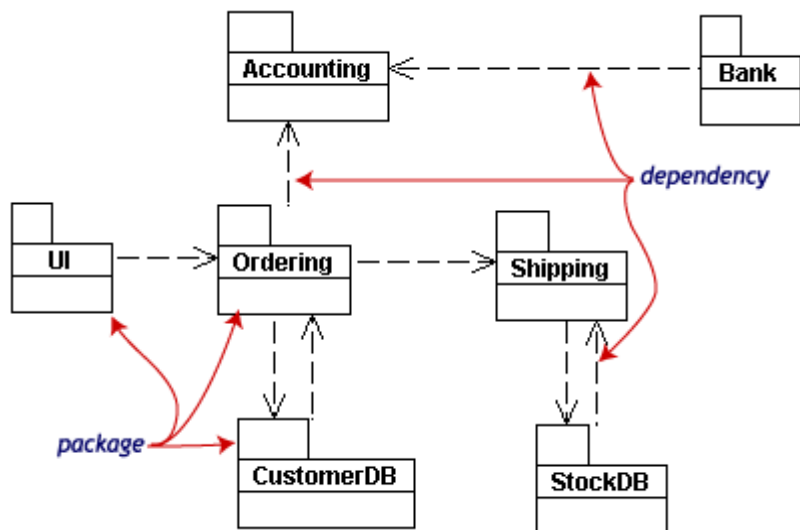 Accounting
Bank
dependency
UI
Ordering
Shipping
package
CustomerDB
StockDB